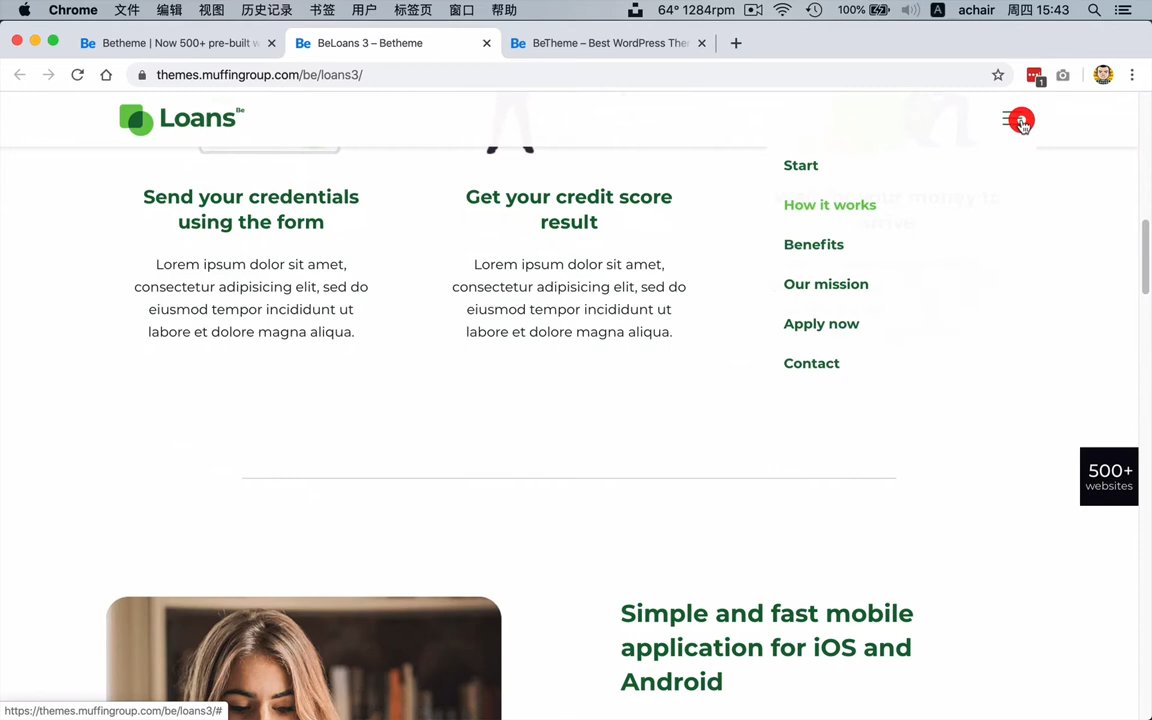 Chrome 文件 编辑 视图 历史记录 书签 用户 标签页 窗口 帮助 64° 1284rpm 100% A achair 周四 15:43
Be Betheme | Now 500+ pre-built w
Be BeLoans 3 – Betheme
Be BeTheme – Best WordPress The
themes.muffingroup.com/be/loans3/
1
Loans Be
Start
How it works
Benefits
Our mission
Apply now
Contact
Send your credentials
using the form
Lorem ipsum dolor sit amet,
consectetur adipisicing elit, sed do
eiusmod tempor incididunt ut
labore et dolore magna aliqua.
Get your credit score
result
Lorem ipsum dolor sit amet,
consectetur adipisicing elit, sed do
eiusmod tempor incididunt ut
labore et dolore magna aliqua.
500+
websites
Simple and fast mobile
application for iOS and
Android
https://themes.muffingroup.com/be/loans3/#